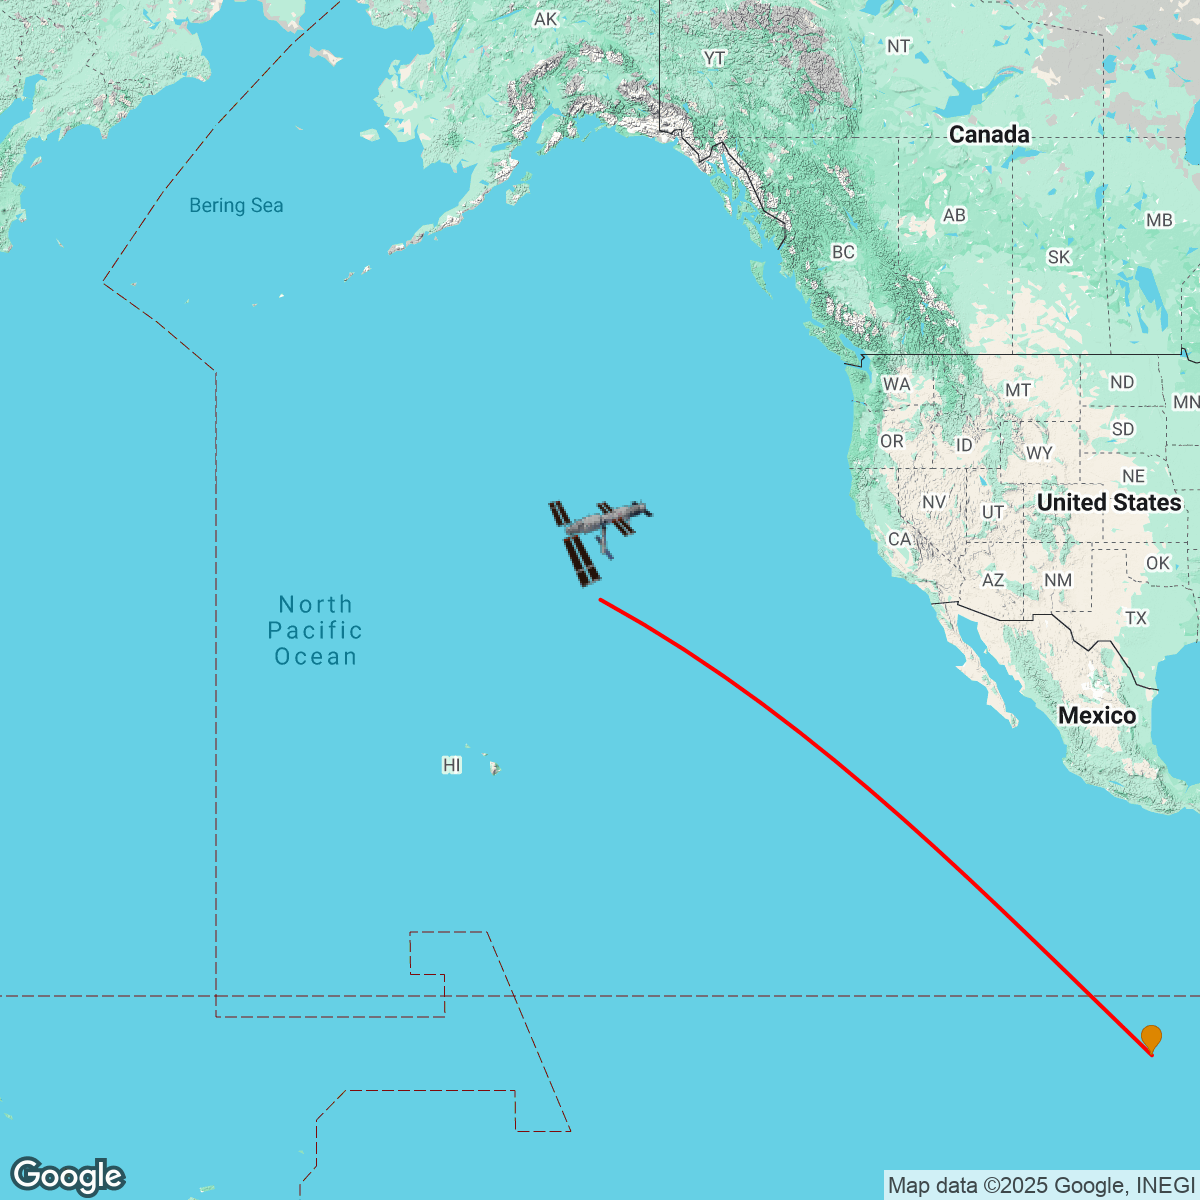 AK
YT
NT
Canada
Bering Sea
AB
MB
BC
SK
WA
MT
ND
MN
OR
ID
SD
WY
NE
NV
UT
United States
CA
OK
AZ
NM
North
Pacific
Ocean
TX
Mexico
HI
Google
Map data ©2025 Google, INEGI